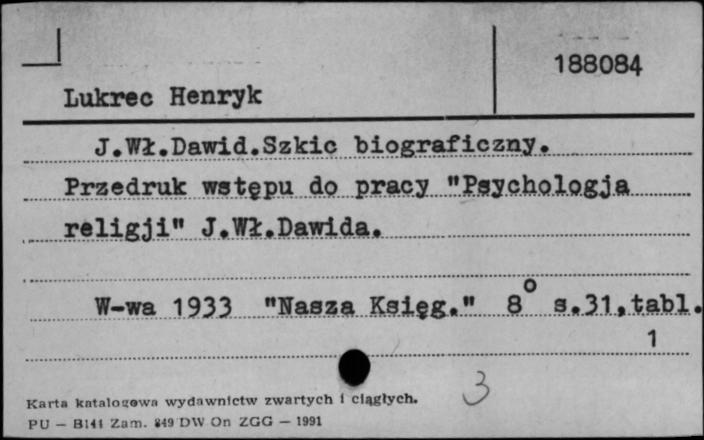 188084
Lukrec Henryk
J.Wł.Dawid.Szkic biograficzny.
Przedruk wstępu do pracy "Psychologja
religji" J.Wł.Dawida.
W-wa 1933 "Nasza Księg." 8° s.31,tabl.
1
3
Karta katalogowa wydawnictw zwartych i ciągłych.
PU — B141 Zam. 849 DW On ZGG — 1991